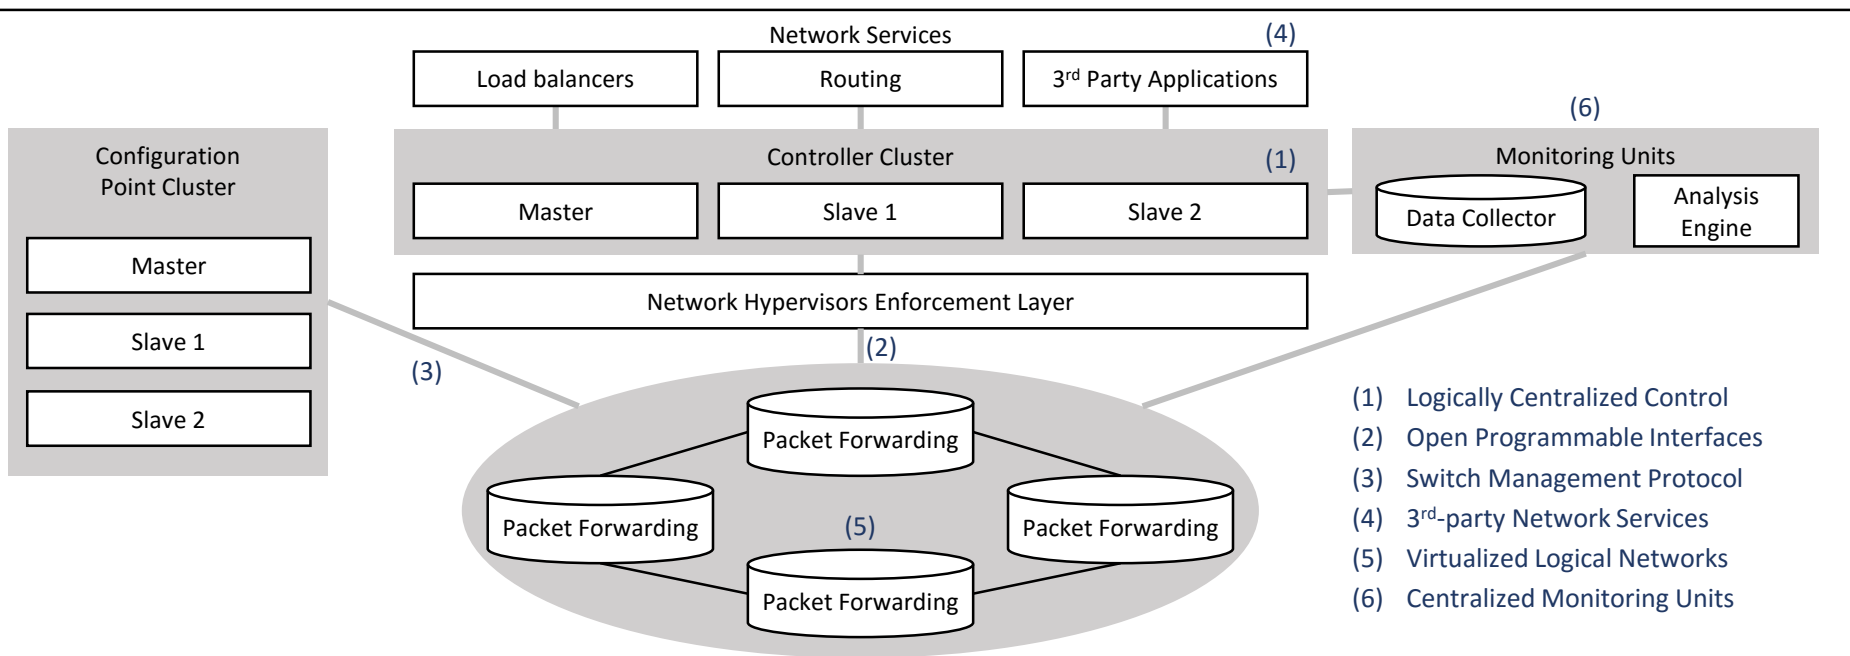 Network Services
(4)
Load balancers
Routing
3rd Party Applications
(6)
Configuration
Point Cluster
Master
Slave 1
Slave 2
Controller Cluster
(1)
Master
Slave 1
Slave 2
Monitoring Units
Data Collector
Analysis
Engine
Network Hypervisors Enforcement Layer
(2)
(3)
Packet Forwarding
Packet Forwarding
Packet Forwarding
(5)
Packet Forwarding
(1) Logically Centralized Control
(2) Open Programmable Interfaces
(3) Switch Management Protocol
(4) 3rd-party Network Services
(5) Virtualized Logical Networks
(6) Centralized Monitoring Units